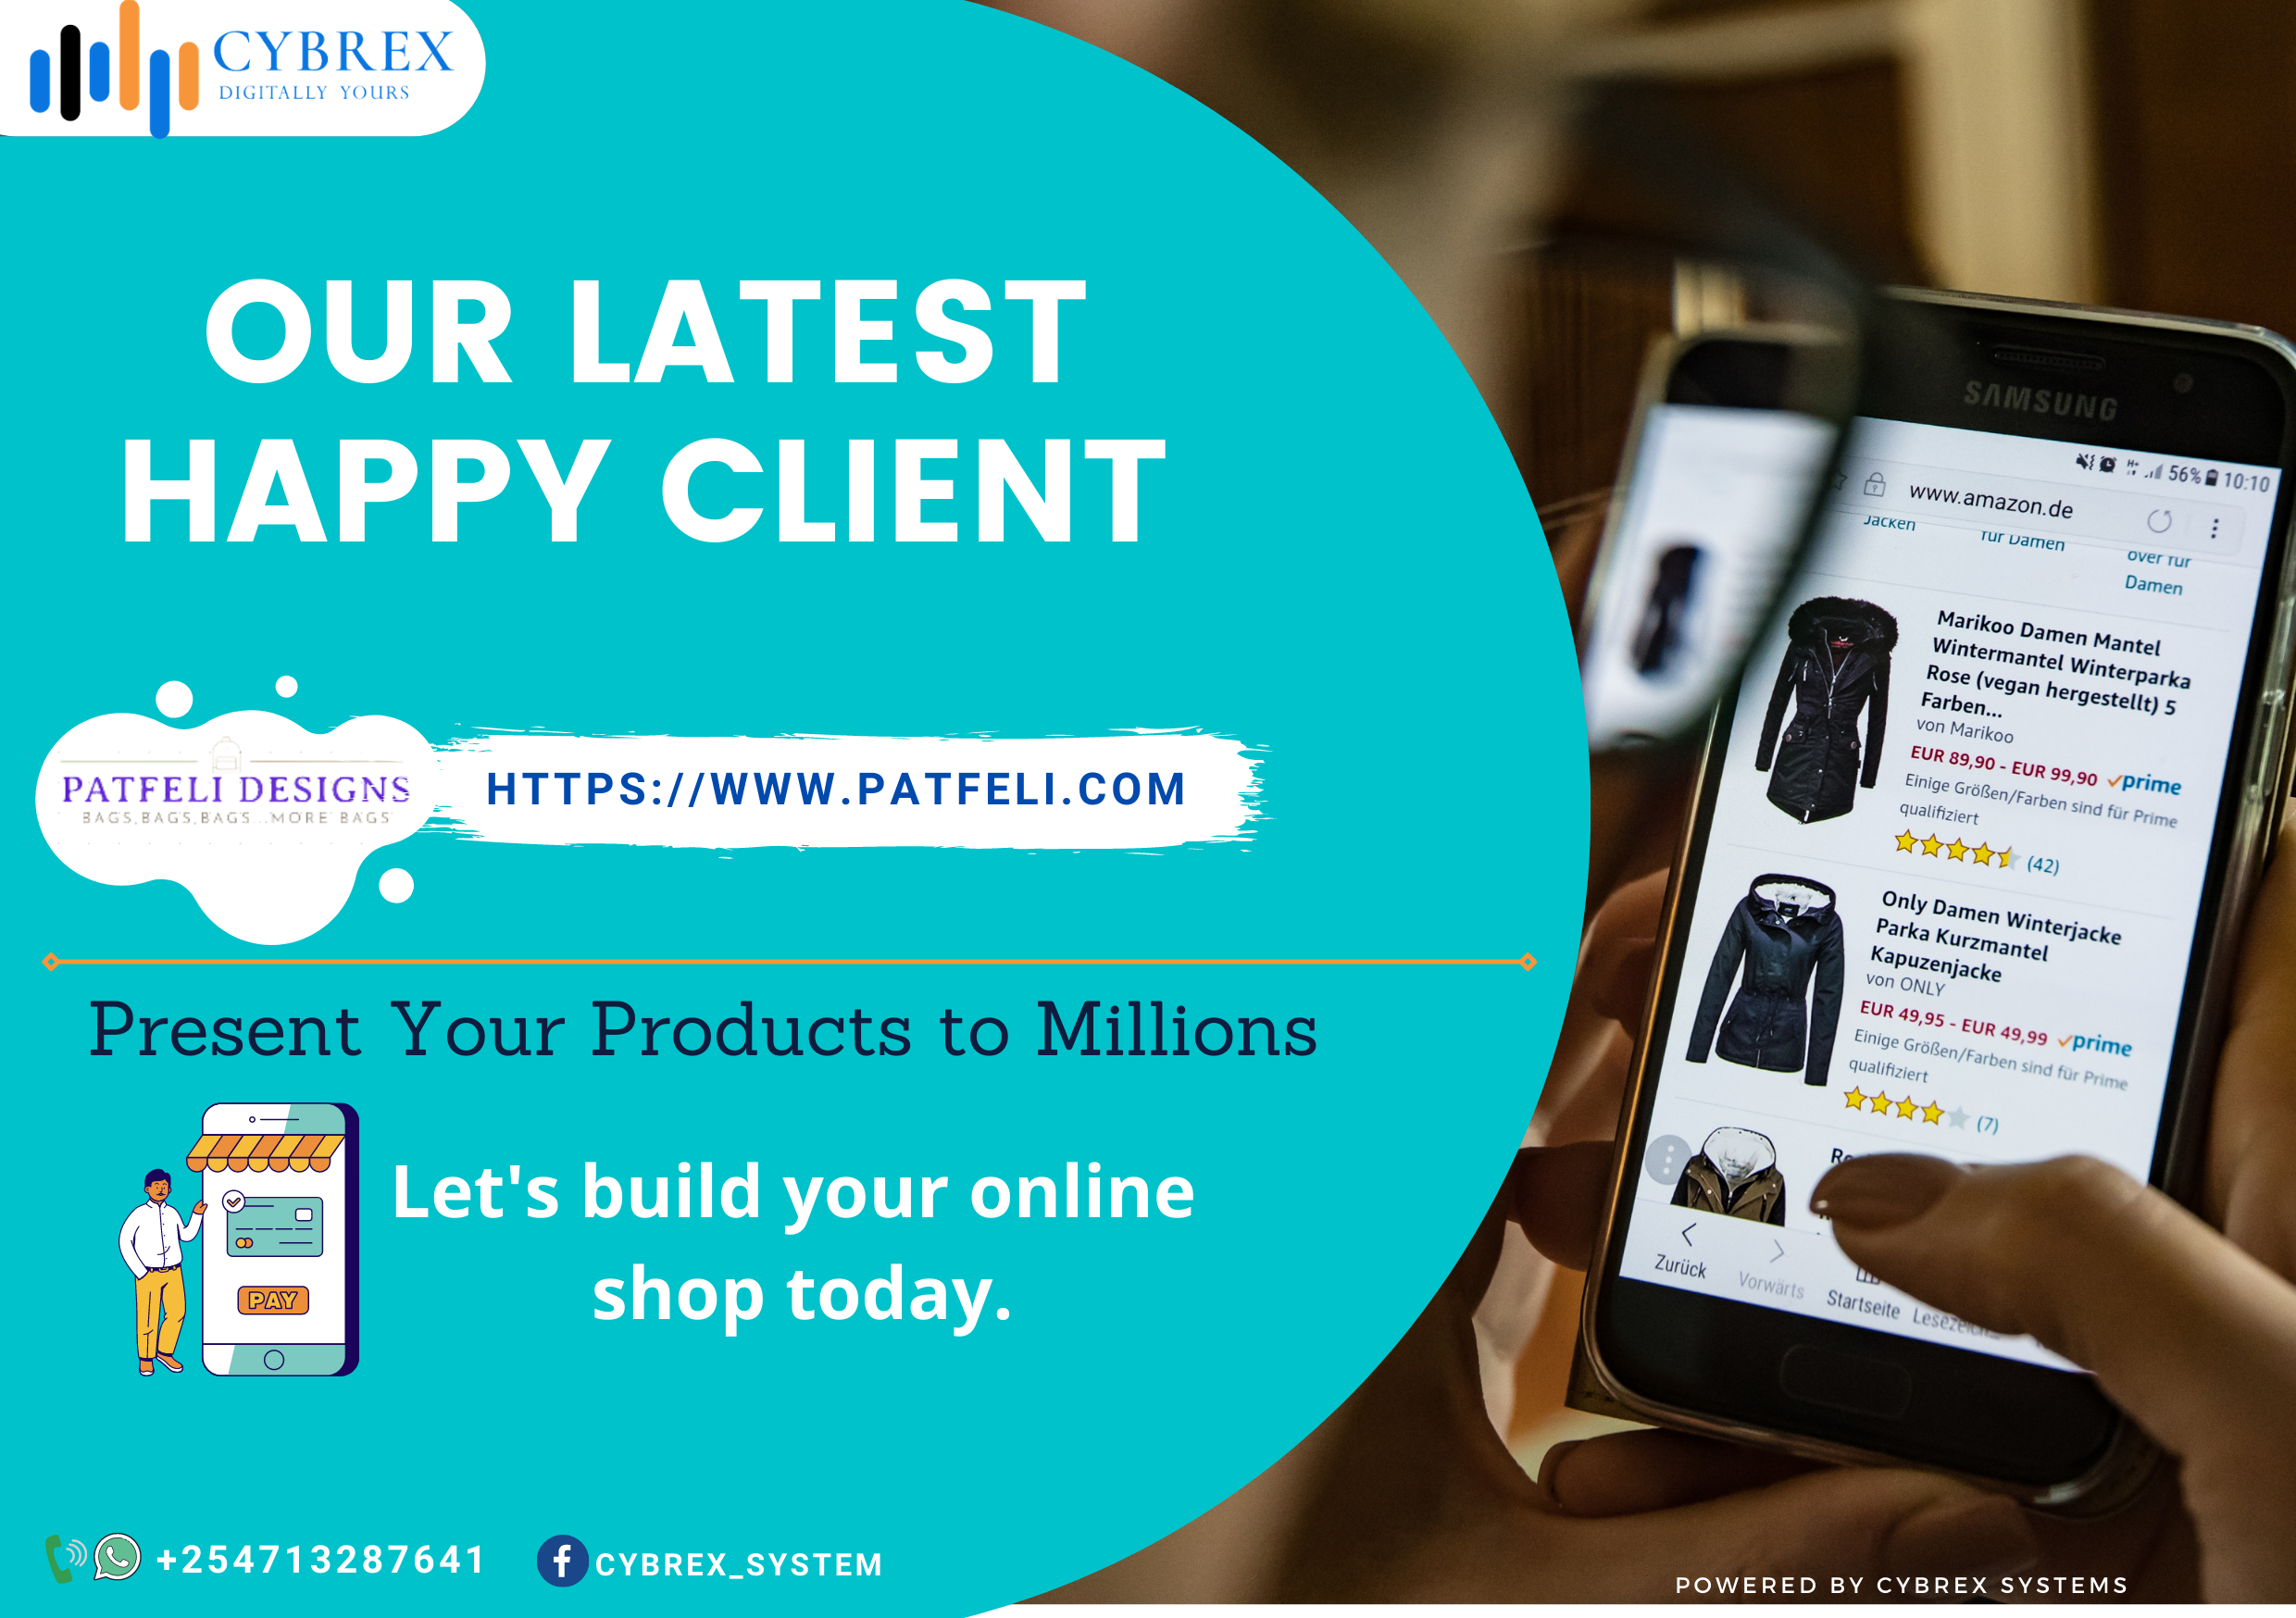 CYBREX
DIGITALLY YOURS
OUR LATEST
HAPPY CLIENT
PATFELI DESIGNS
BAGS,BAGS,BAGS...MORE BAGS
HTTPS://WWW.PATFELI.COM
Present Your Products to Millions
PAY
Let's build your online
shop today.
+254713287641
CYBREX_SYSTEM
SAMSUNG
56% 10:10
www.amazon.de
Jacken
für Damen
over für
Damen
Marikoo Damen Mantel
Wintermantel Winterparka
Rose (vegan hergestellt) 5
Farben...
von Marikoo
EUR 89,90 - EUR 99,90 prime
Einige Größen/Farben sind für Prime
qualifiziert
(42)
Only Damen Winterjacke
Parka Kurzmantel
Kapuzenjacke
von ONLY
EUR 49,95 - EUR 49,99 prime
Einige Größen/Farben sind für Prime
qualifiziert
(7)
Zurück
Vorwärts
Startseite
POWERED BY CYBREX SYSTEMS